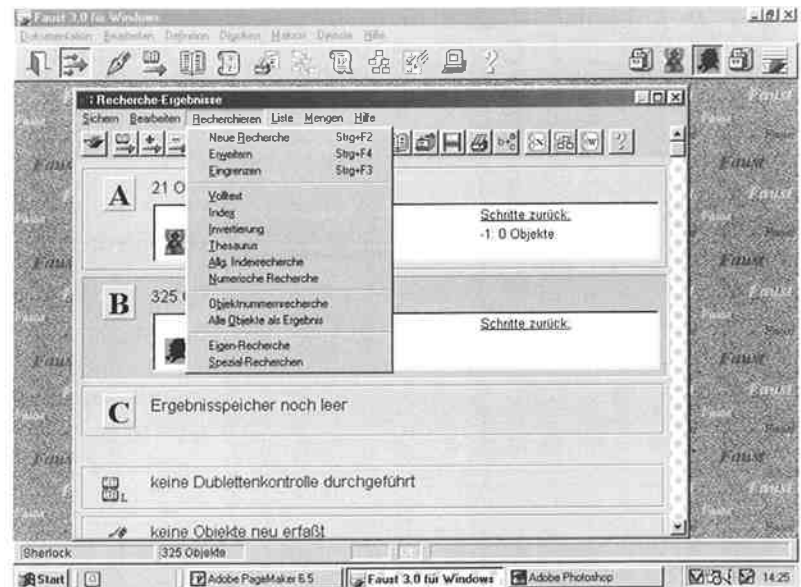 Faust 3.0 für Windows
Dokumentation Bearbeiten Definition Objekte Hilfe
: Recherche-Ergebnisse
Sichern Bearbeiten Recherchieren Liste Mengen Hilfe
Neue Recherche Strg+F2
Erweitern Strg+F4
Eingrenzen Strg+F3
Volltext
Index
Invertierung
Thesaurus
Allg. Indexrecherche
Numerische Recherche
Objektnummernrecherche
Alle Objekte als Ergebnis
Eigen-Recherche
Spezial-Recherchen
A 21 O
Schritte zurück:
-1: 0 Objekte
B 325
Schritte zurück:
C Ergebnisspeicher noch leer
keine Dublettenkontrolle durchgeführt
keine Objekte neu erfaßt
Sherlock 325 Objekte
Start Adobe PageMaker 6.5 Faust 3.0 für Windows Adobe Photoshop 14:25